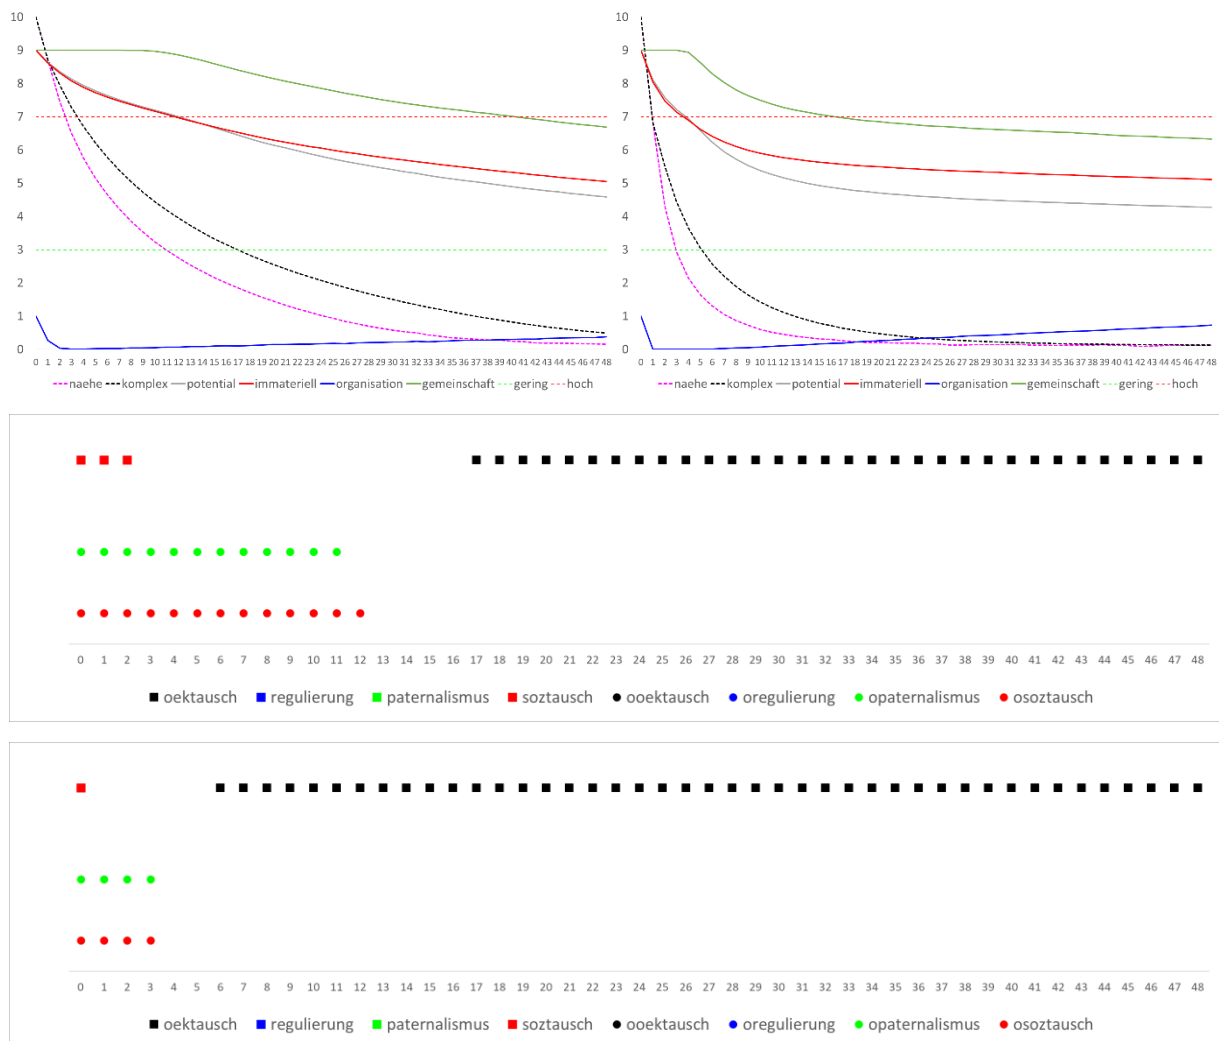 10
9
8
7
6
5
4
3
2
1
0
0 1 2 3 4 5 6 7 8 9 10 11 12 13 14 15 16 17 18 19 20 21 22 23 24 25 26 27 28 29 30 31 32 33 34 35 36 37 38 39 40 41 42 43 44 45 46 47 48
naehe komplex potential immateriell organisation gemeinschaft gering hoch
10
9
8
7
6
5
4
3
2
1
0
0 1 2 3 4 5 6 7 8 9 10 11 12 13 14 15 16 17 18 19 20 21 22 23 24 25 26 27 28 29 30 31 32 33 34 35 36 37 38 39 40 41 42 43 44 45 46 47 48
naehe komplex potential immateriell organisation gemeinschaft gering hoch
0 1 2 3 4 5 6 7 8 9 10 11 12 13 14 15 16 17 18 19 20 21 22 23 24 25 26 27 28 29 30 31 32 33 34 35 36 37 38 39 40 41 42 43 44 45 46 47 48
oektausch regulierung paternalismus soztausch ooektausch oregulierung opaternalismus osoztausch
0 1 2 3 4 5 6 7 8 9 10 11 12 13 14 15 16 17 18 19 20 21 22 23 24 25 26 27 28 29 30 31 32 33 34 35 36 37 38 39 40 41 42 43 44 45 46 47 48
oektausch regulierung paternalismus soztausch ooektausch oregulierung opaternalismus osoztausch